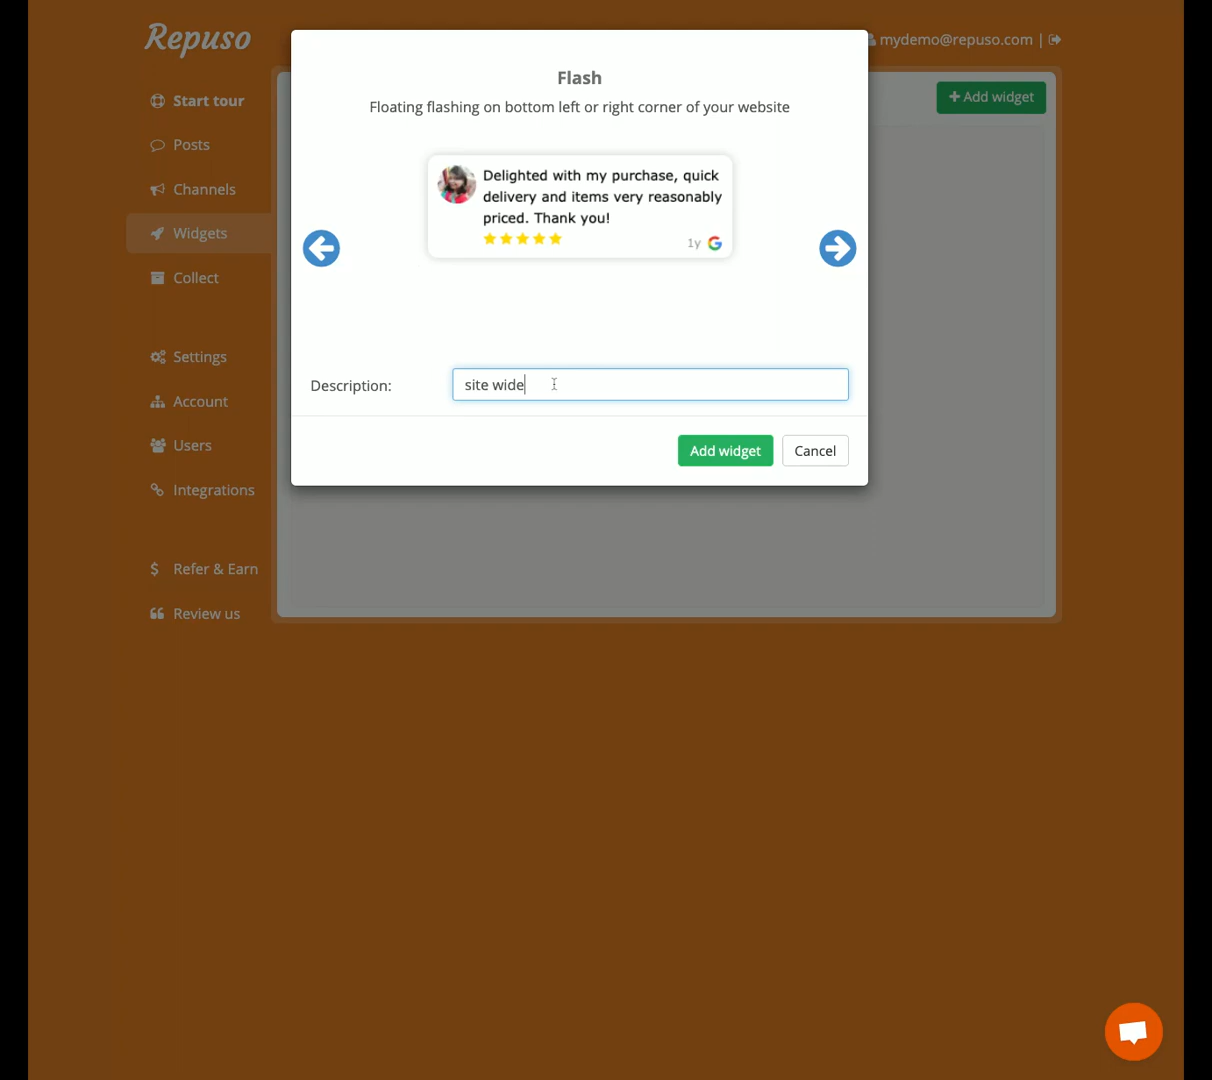 Repuso
mydemo@repuso.com |
Start tour
Posts
Channels
Widgets
Collect
Settings
Account
Users
Integrations
Refer & Earn
Review us
+ Add widget
Flash
Floating flashing on bottom left or right corner of your website
Delighted with my purchase, quick
delivery and items very reasonably
priced. Thank you!
1y G
Description:
site wide
Add widget
Cancel